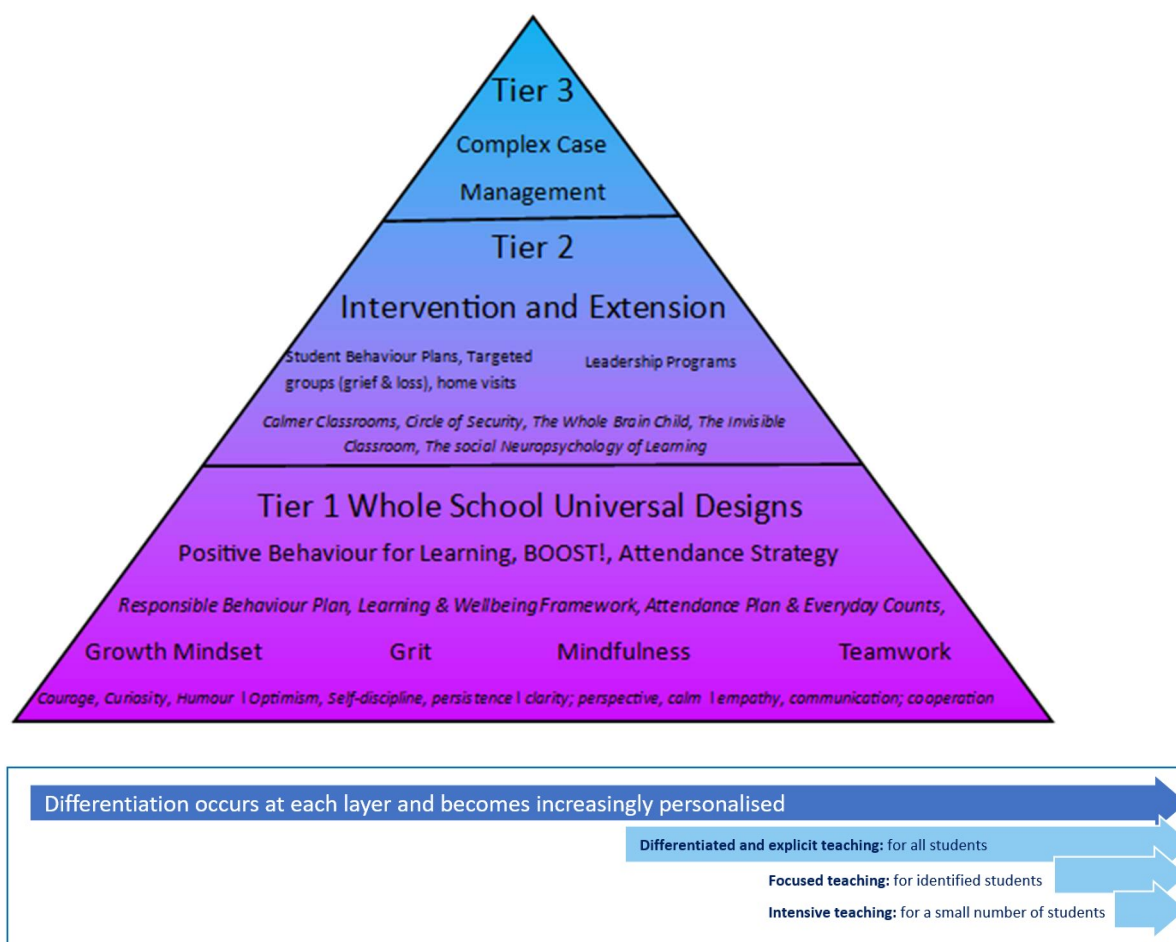 Tier 3
Complex Case
Management
Tier 2
Intervention and Extension
Student Behaviour Plans, Targeted
groups (grief & loss), home visits
Leadership Programs
Calmer Classrooms, Circle of Security, The Whole Brain Child, The Invisible
Classroom, The social Neuropsychology of Learning
Tier 1 Whole School Universal Designs
Positive Behaviour for Learning, BOOST!, Attendance Strategy
Responsible Behaviour Plan, Learning & Wellbeing Framework, Attendance Plan & Everyday Counts,
Growth Mindset Grit Mindfulness Teamwork
Courage, Curiosity, Humour | Optimism, Self-discipline, persistence | clarity; perspective, calm | empathy, communication; cooperation
Differentiation occurs at each layer and becomes increasingly personalised
Differentiated and explicit teaching: for all students
Focused teaching: for identified students
Intensive teaching: for a small number of students